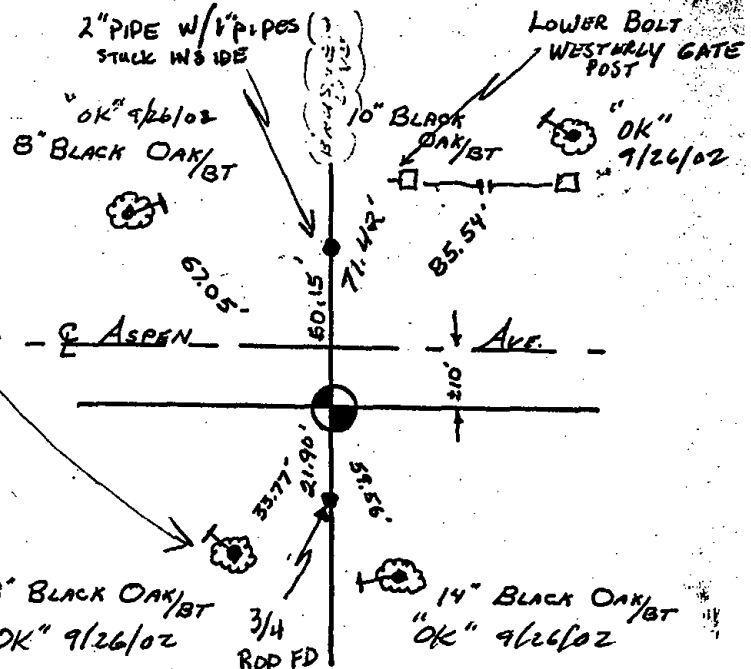 2" PIPE W/1" PIPES
STUCK INSIDE
LOWER BOLT
WESTERLY GATE
POST
"OK" 9/26/02
8" BLACK OAK/BT
10" BLACK
OAK/BT
"OK"
9/26/02
67.05'
50.15'
71.42'
85.54'
℄ ASPEN AVE.
33.77'
21.90'
59.56'
" BLACK OAK/BT
OK" 9/26/02
3/4
ROD FD
14" BLACK OAK/BT
"OK" 9/26/02